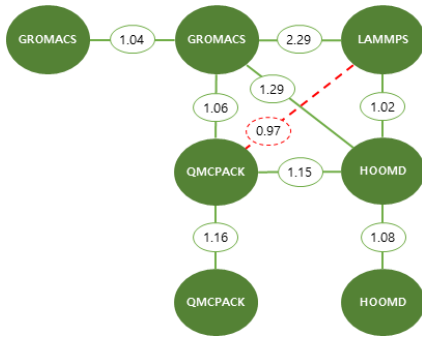 GROMACS 1.04 GROMACS 2.29 LAMMPS
1.06 1.29 1.02
0.97
QMCPACK 1.15 HOOMD
1.16 1.08
QMCPACK HOOMD